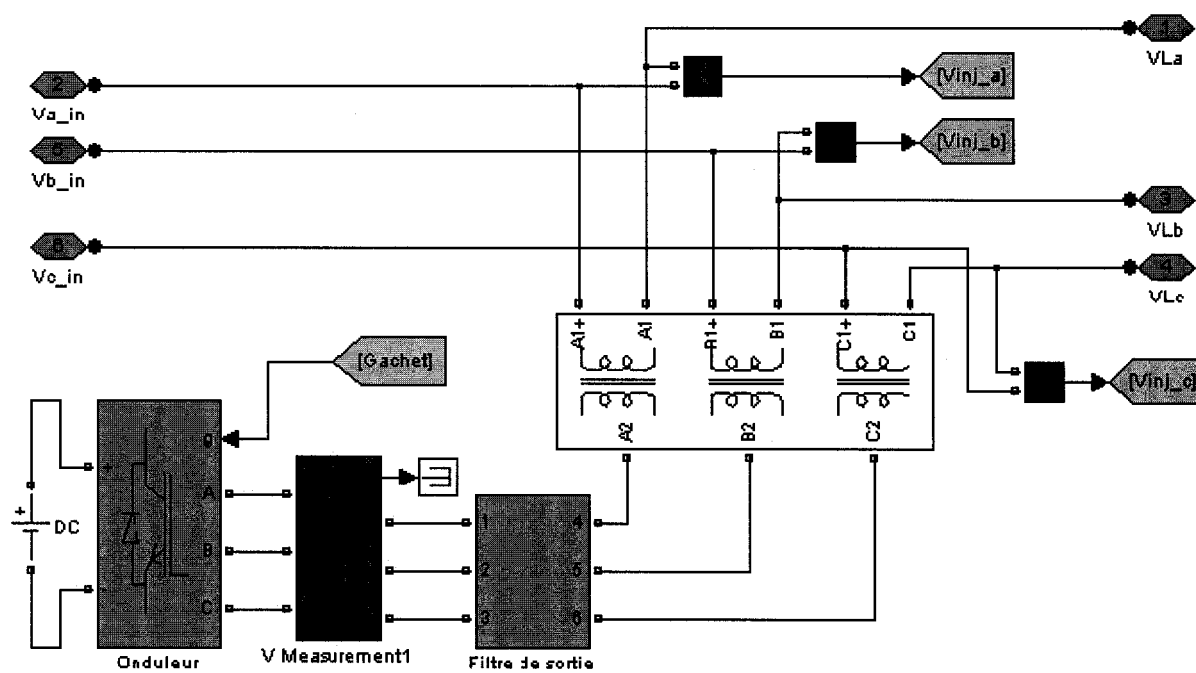 1
VLa
[Vinj_a]
2
Va_in
[Vinj_b]
5
Vb_in
3
VLb
6
Vc_in
4
VLc
A1+
A1
B1+
B1
C1+
C1
[Gachet]
[Vinj_c]
A2
B2
C2
g
+
A
+
DC
B
-
C
1
4
2
5
3
6
Onduleur
V Measurement1
Filtre de sortie